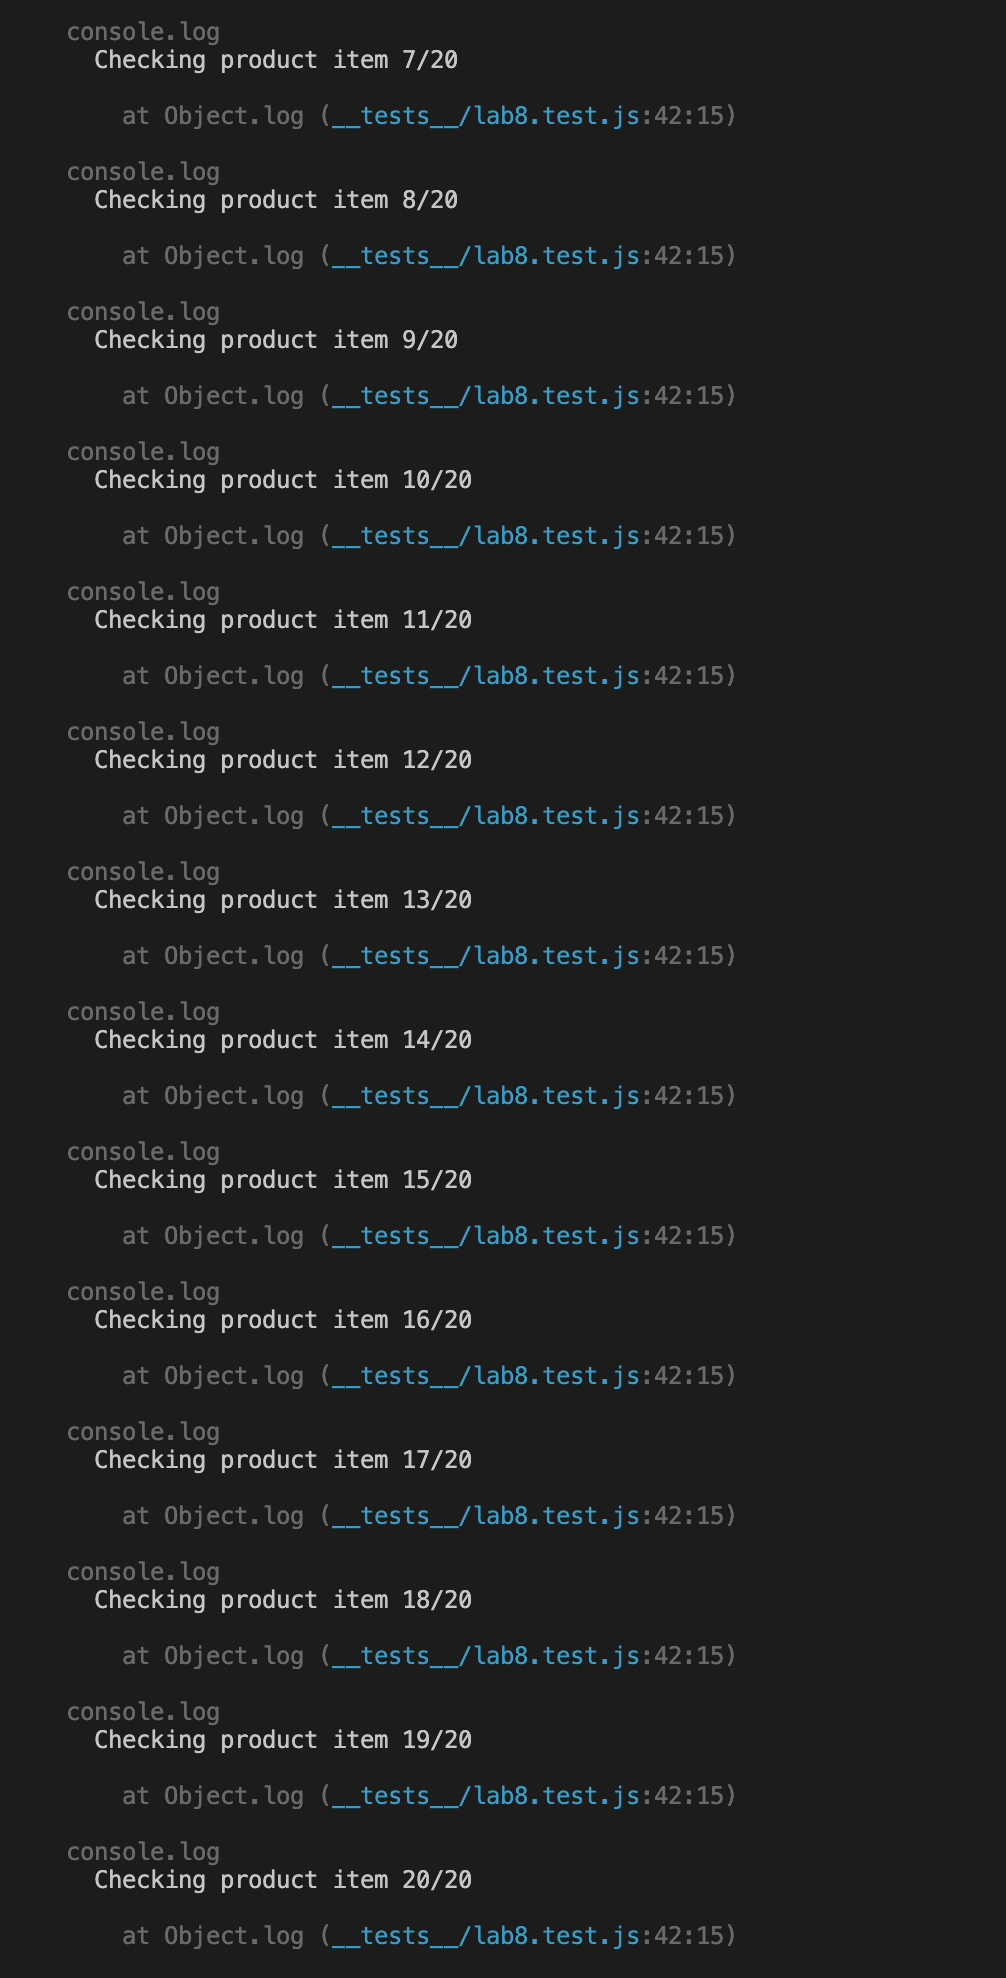 console.log
Checking product item 7/20
at Object.log (__tests__/lab8.test.js:42:15)
console.log
Checking product item 8/20
at Object.log (__tests__/lab8.test.js:42:15)
console.log
Checking product item 9/20
at Object.log (__tests__/lab8.test.js:42:15)
console.log
Checking product item 10/20
at Object.log (__tests__/lab8.test.js:42:15)
console.log
Checking product item 11/20
at Object.log (__tests__/lab8.test.js:42:15)
console.log
Checking product item 12/20
at Object.log (__tests__/lab8.test.js:42:15)
console.log
Checking product item 13/20
at Object.log (__tests__/lab8.test.js:42:15)
console.log
Checking product item 14/20
at Object.log (__tests__/lab8.test.js:42:15)
console.log
Checking product item 15/20
at Object.log (__tests__/lab8.test.js:42:15)
console.log
Checking product item 16/20
at Object.log (__tests__/lab8.test.js:42:15)
console.log
Checking product item 17/20
at Object.log (__tests__/lab8.test.js:42:15)
console.log
Checking product item 18/20
at Object.log (__tests__/lab8.test.js:42:15)
console.log
Checking product item 19/20
at Object.log (__tests__/lab8.test.js:42:15)
console.log
Checking product item 20/20
at Object.log (__tests__/lab8.test.js:42:15)